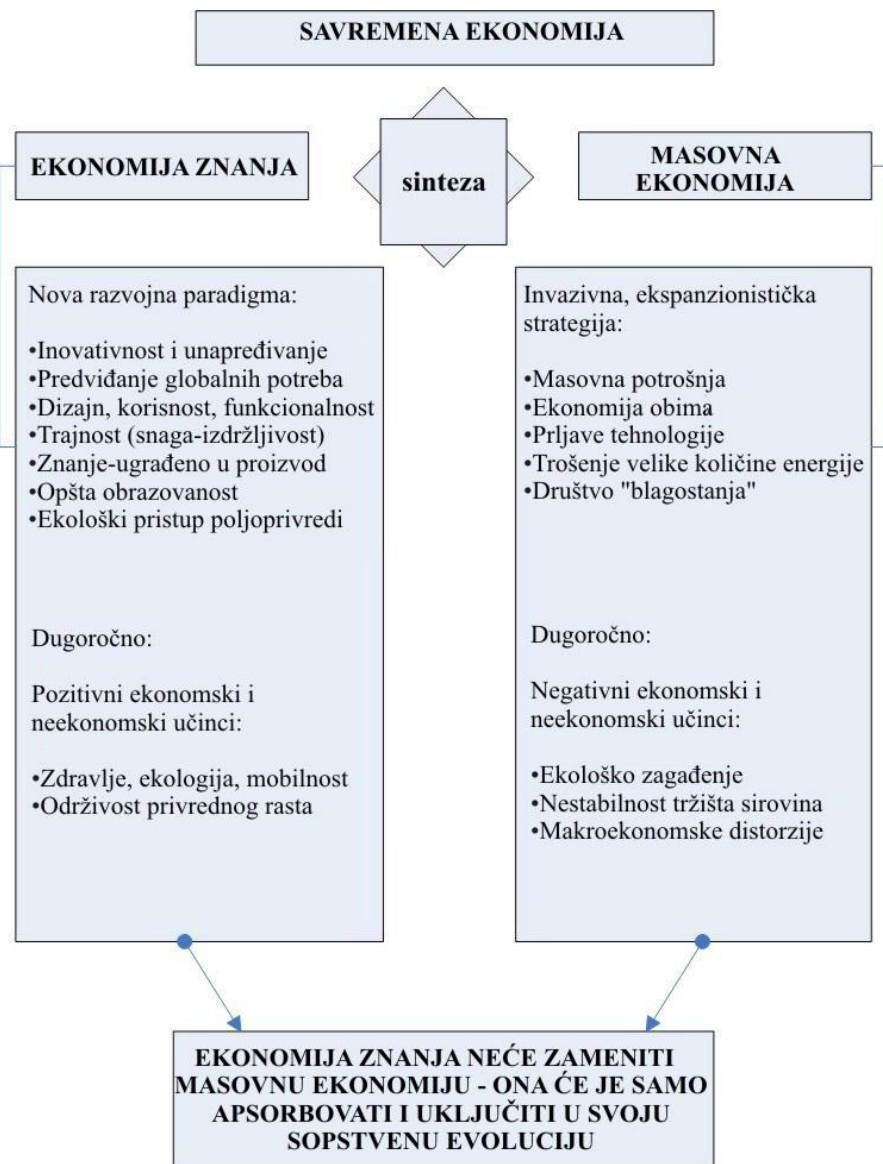 SAVREMENA EKONOMIJA
EKONOMIJA ZNANJA
sinteza
MASOVNA
EKONOMIJA
Nova razvojna paradigma:
•Inovativnost i unapređivanje
•Predviđanje globalnih potreba
•Dizajn, korisnost, funkcionalnost
•Trajnost (snaga-izdržljivost)
•Znanje-ugrađeno u proizvod
•Opšta obrazovanost
•Ekološki pristup poljoprivredi
Dugoročno:
Pozitivni ekonomski i
neekonomski učinci:
•Zdravlje, ekologija, mobilnost
•Održivost privrednog rasta
Invazivna, ekspanzionistička
strategija:
•Masovna potrošnja
•Ekonomija obima
•Prljave tehnologije
•Trošenje velike količine energije
•Društvo "blagostanja"
Dugoročno:
Negativni ekonomski i
neekonomski učinci:
•Ekološko zagađenje
•Nestabilnost tržišta sirovina
•Makroekonomske distorzije
EKONOMIJA ZNANJA NEĆE ZAMENITI
MASOVNU EKONOMIJU - ONA ĆE JE SAMO
APSORBOVATI I UKLJUČITI U SVOJU
SOPSTVENU EVOLUCIJU